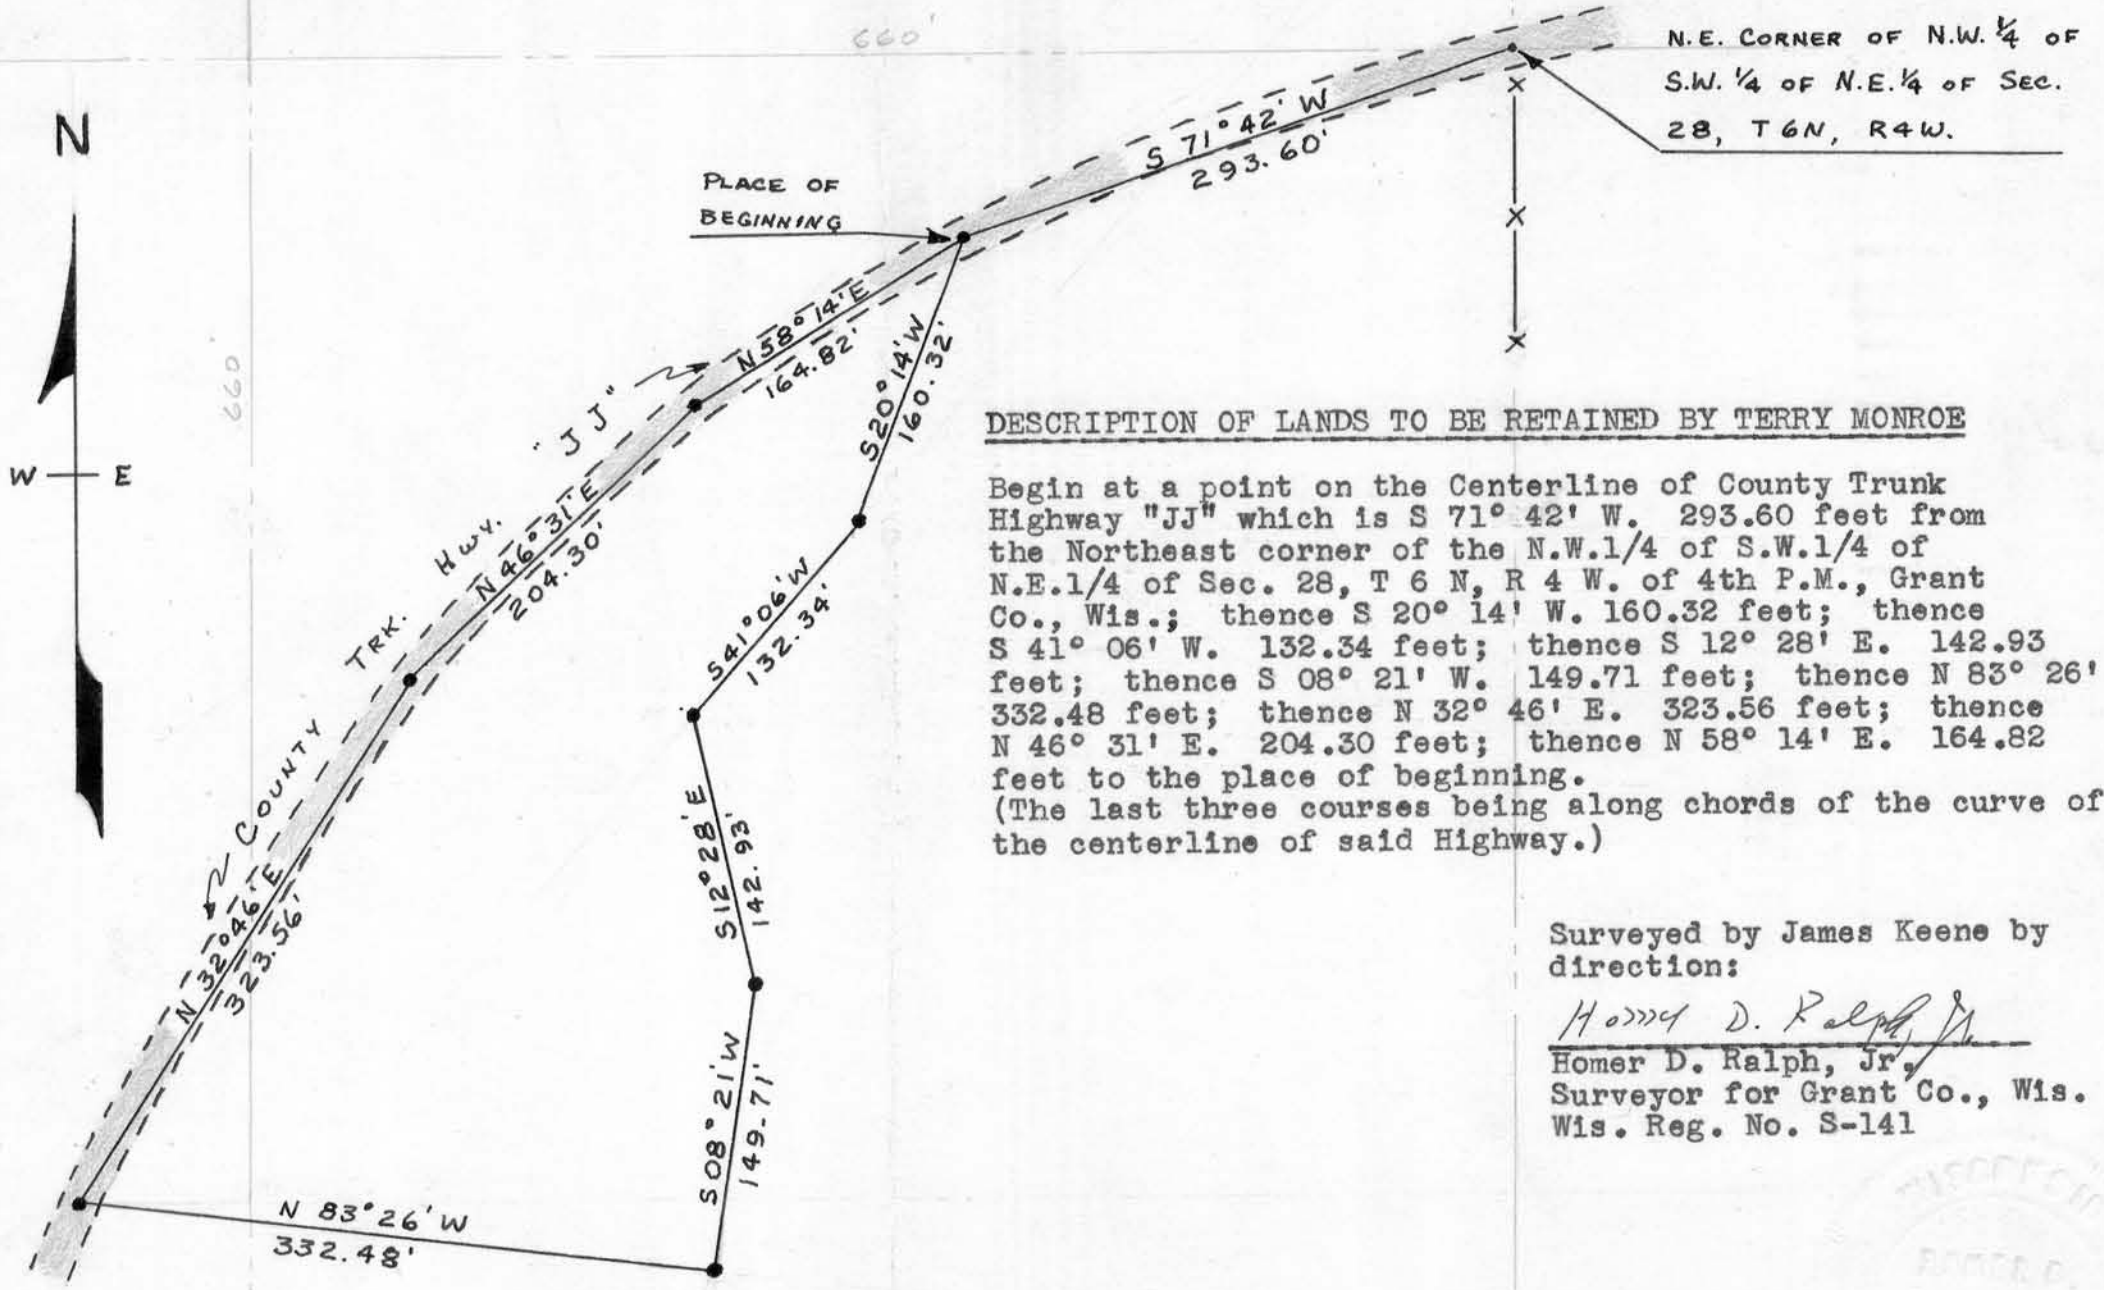 660'
N.E. CORNER OF N.W. ¼ OF
S.W. ¼ OF N.E. ¼ OF SEC.
28, T 6N, R4W.
N
W E
PLACE OF
BEGINNING
S 71° 42' W
293.60'
N 58° 14' E
164.82'
S20° 14' W
160.32'
660
COUNTY TRK. HWY. "JJ"
N 46° 31' E
204.30'
S41° 06' W
132.34'
N 32° 46' E
323.56'
S12° 28' E
142.93'
S08° 21' W
149.71'
N 83° 26' W
332.48'
DESCRIPTION OF LANDS TO BE RETAINED BY TERRY MONROE
Begin at a point on the Centerline of County Trunk
Highway "JJ" which is S 71° 42' W. 293.60 feet from
the Northeast corner of the N.W.1/4 of S.W.1/4 of
N.E.1/4 of Sec. 28, T 6 N, R 4 W. of 4th P.M., Grant
Co., Wis.; thence S 20° 14' W. 160.32 feet; thence
S 41° 06' W. 132.34 feet; thence S 12° 28' E. 142.93
feet; thence S 08° 21' W. 149.71 feet; thence N 83° 26'
332.48 feet; thence N 32° 46' E. 323.56 feet; thence
N 46° 31' E. 204.30 feet; thence N 58° 14' E. 164.82
feet to the place of beginning.
(The last three courses being along chords of the curve of
the centerline of said Highway.)
Surveyed by James Keene by
direction:
Homer D. Ralph, Jr.
Homer D. Ralph, Jr.
Surveyor for Grant Co., Wis.
Wis. Reg. No. S-141